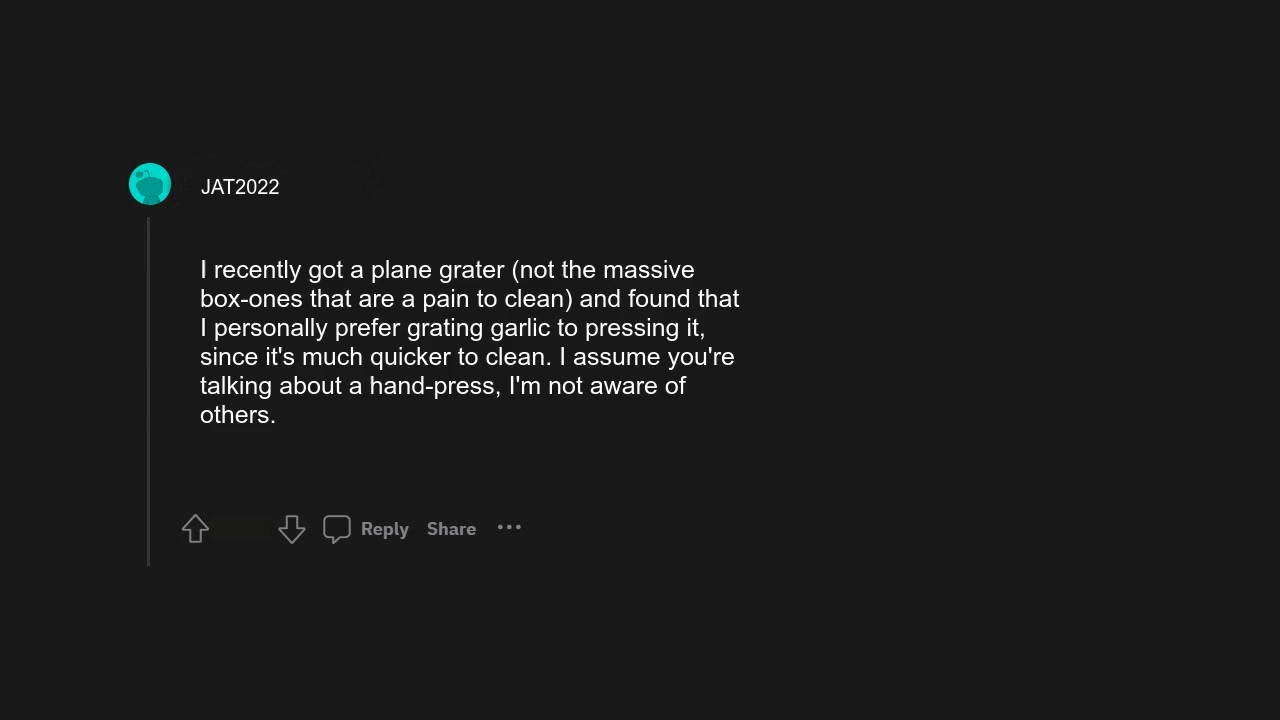 JAT2022
I recently got a plane grater (not the massive
box-ones that are a pain to clean) and found that
I personally prefer grating garlic to pressing it,
since it's much quicker to clean. I assume you're
talking about a hand-press, I'm not aware of
others.
Reply Share